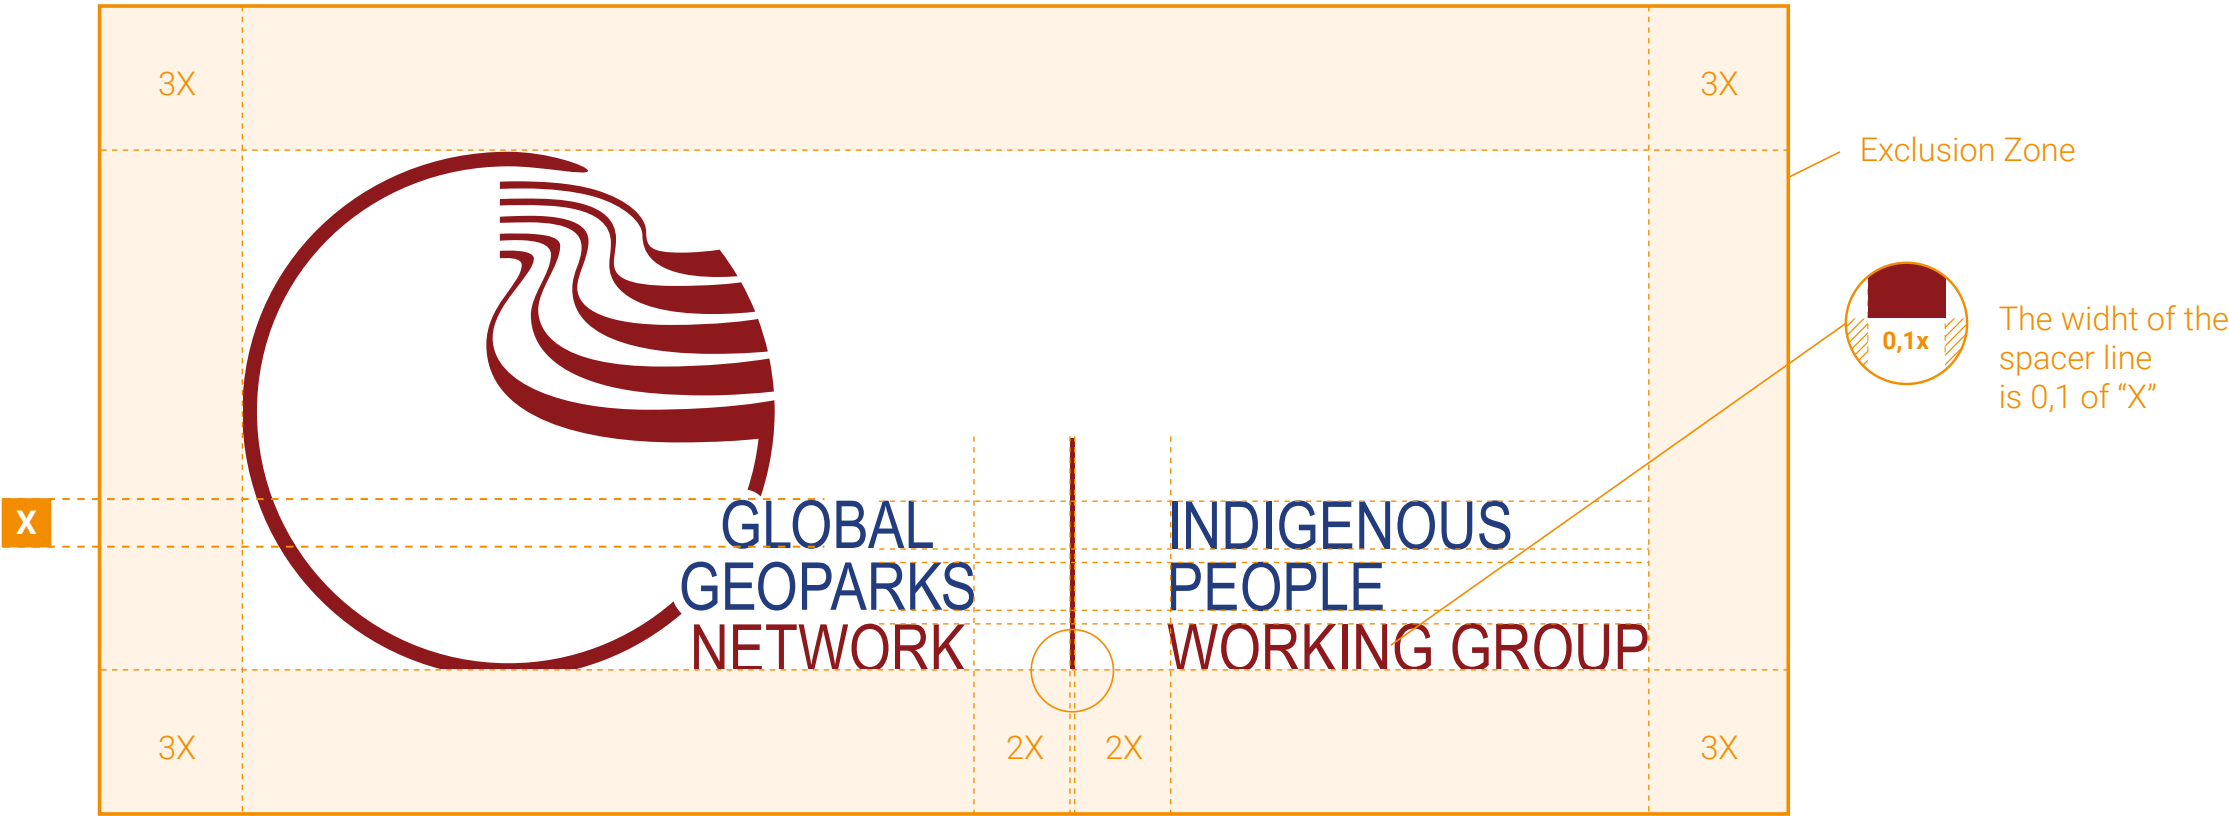 3X
3X
Exclusion Zone
0,1x
The widht of the
spacer line
is 0,1 of “X”
X
GLOBAL
GEOPARKS
NETWORK
INDIGENOUS
PEOPLE
WORKING GROUP
3X
2X
2X
3X